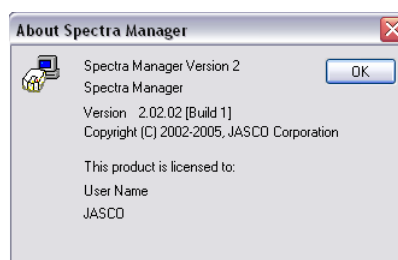 About Spectra Manager
Spectra Manager Version 2
OK
Spectra Manager
Version 2.02.02 [Build 1]
Copyright (C) 2002-2005, JASCO Corporation
This product is licensed to:
User Name
JASCO